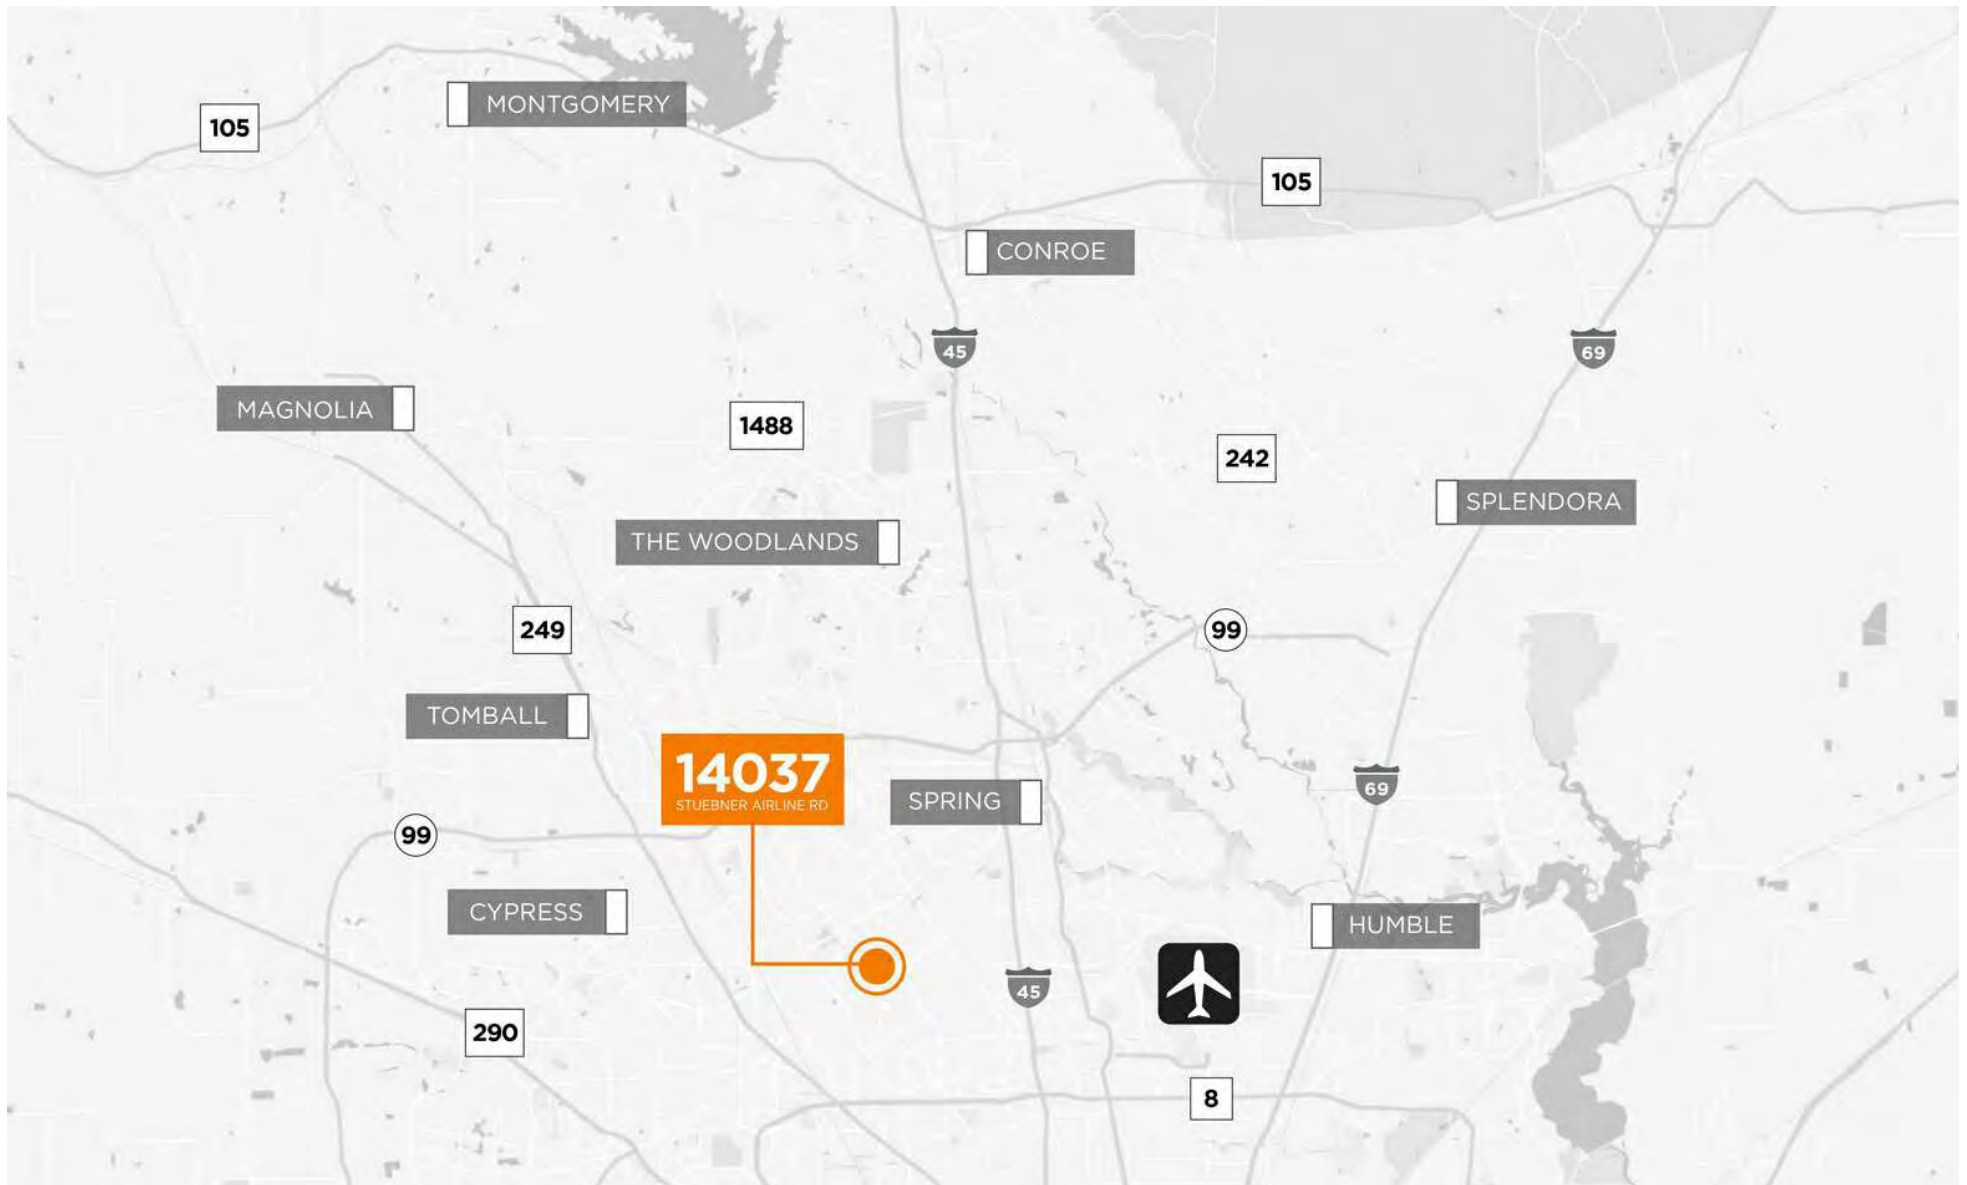 MONTGOMERY
105
105
CONROE
45
69
MAGNOLIA
1488
242
SPLENDORA
THE WOODLANDS
249
99
TOMBALL
14037
STUEBNER AIRLINE RD
SPRING
69
99
CYPRESS
HUMBLE
45
290
8